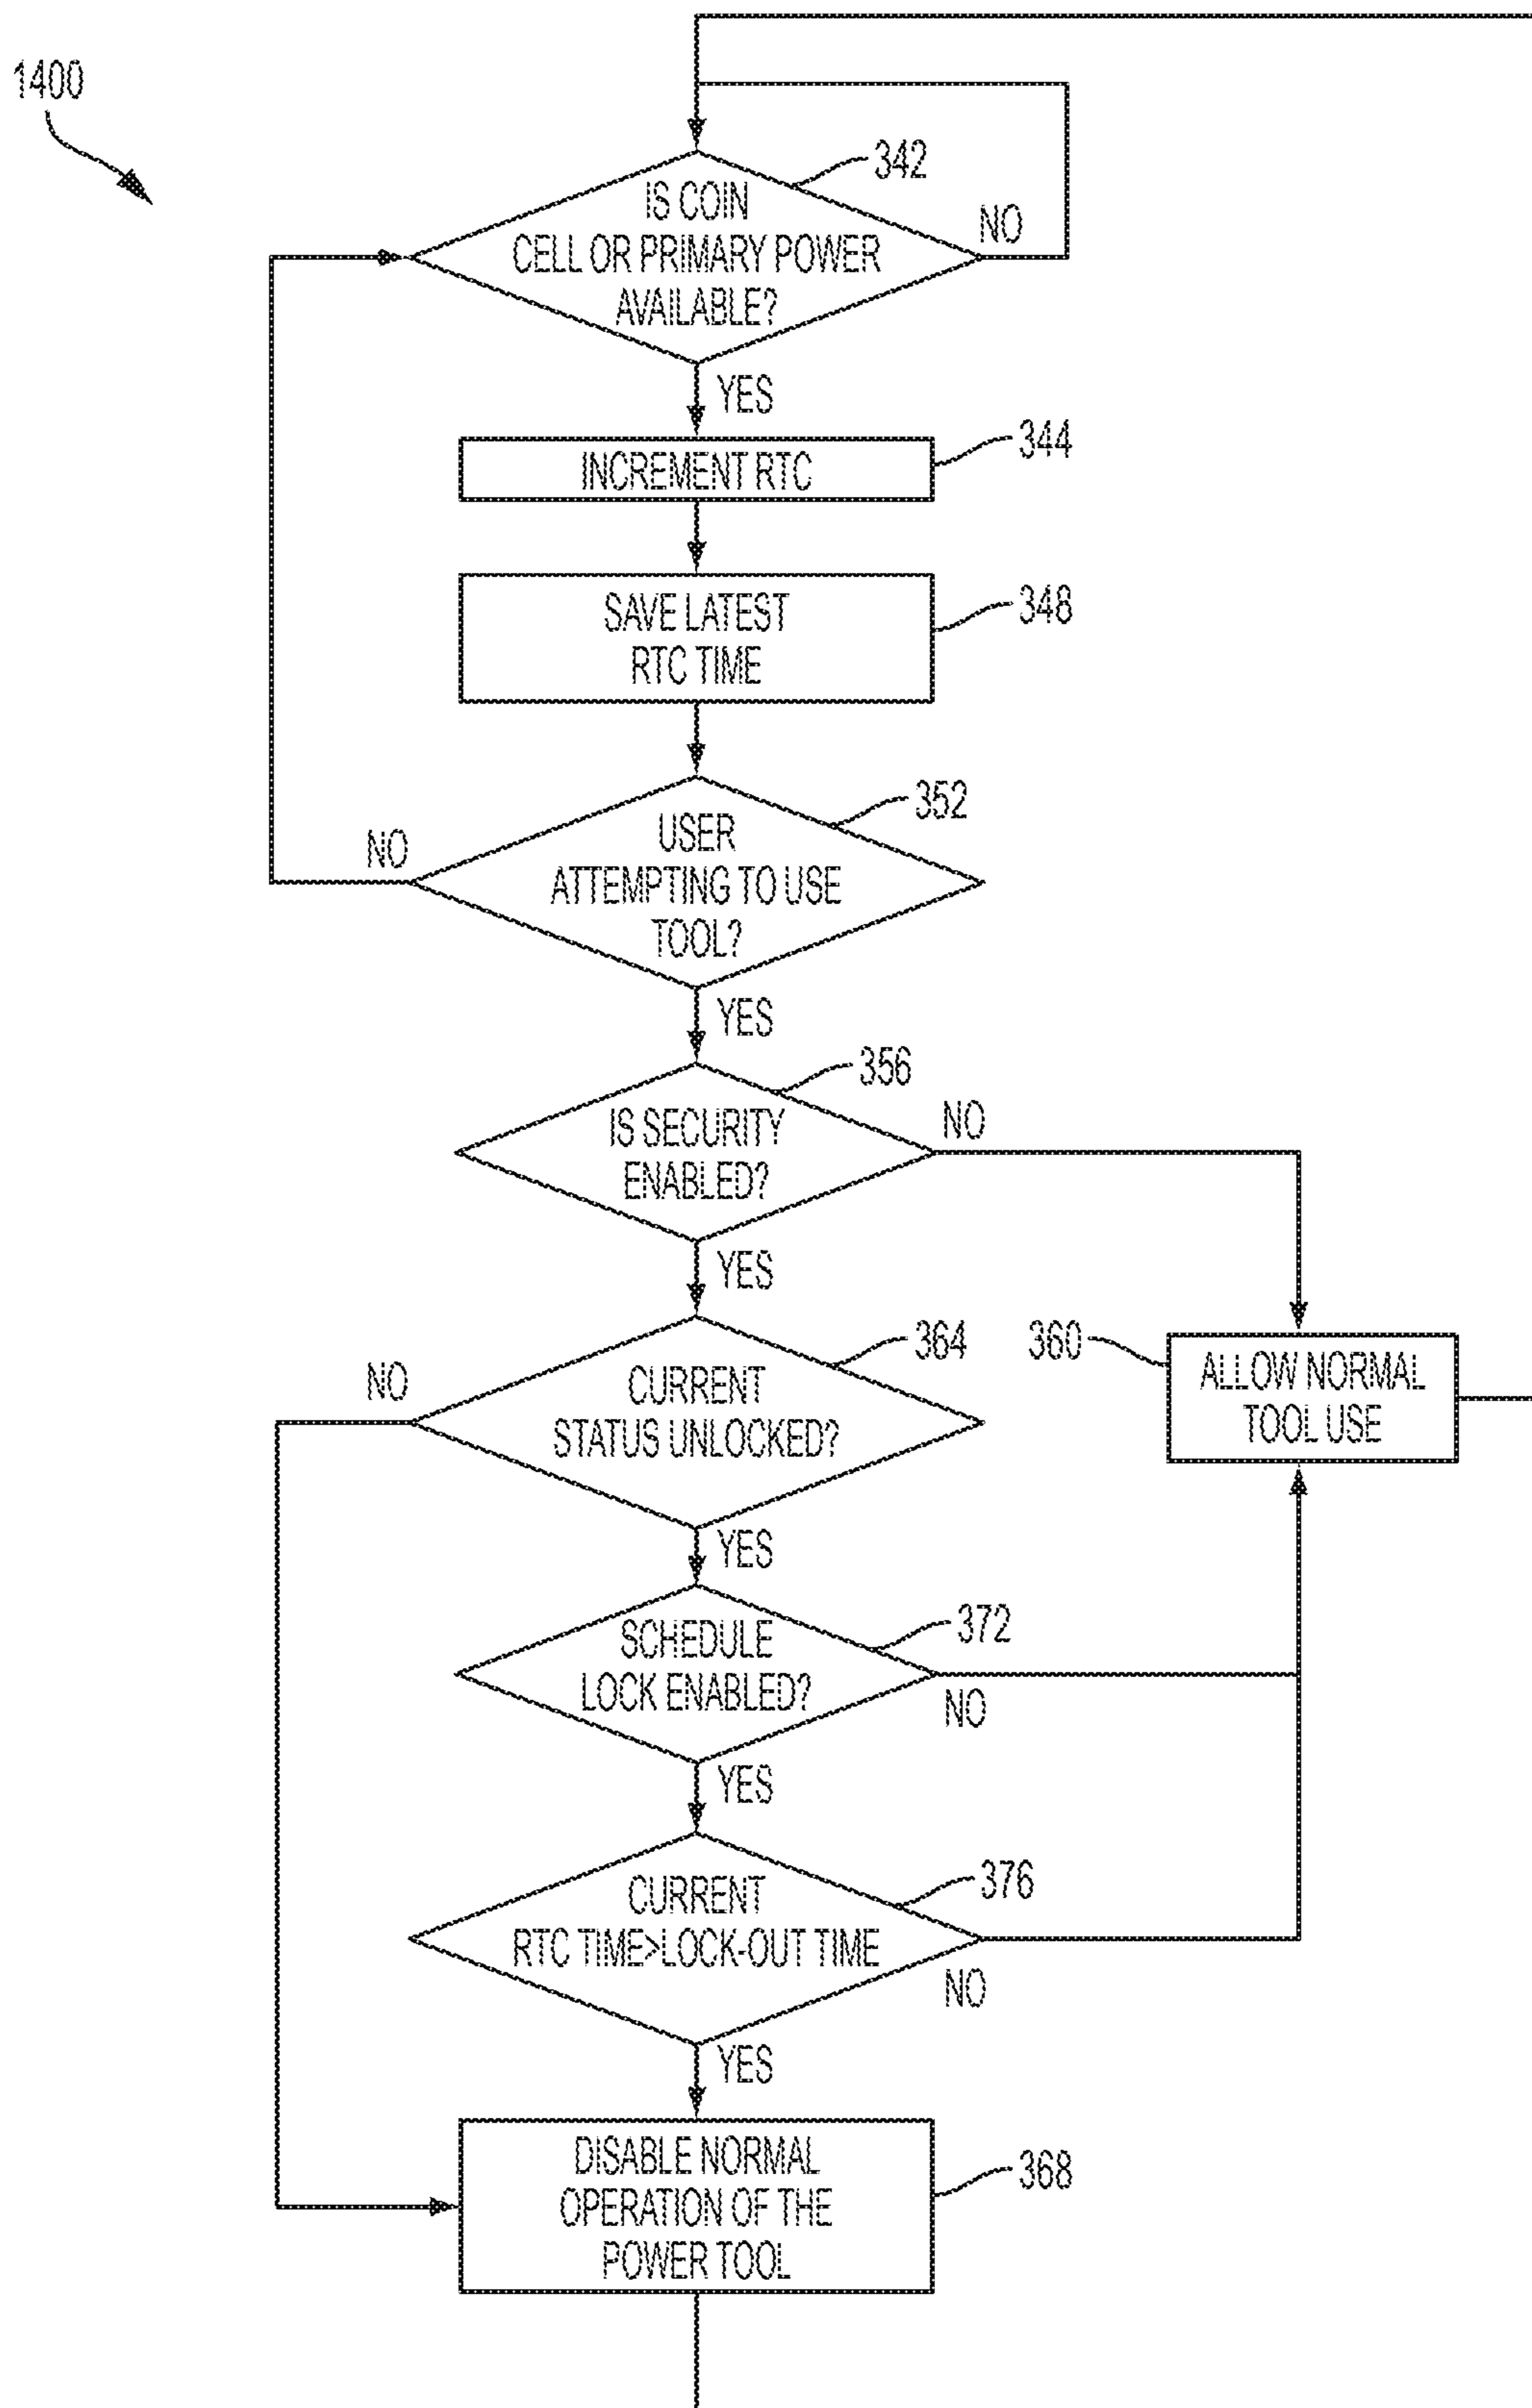 1400
342
IS COIN
CELL OR PRIMARY POWER
AVAILABLE?
NO
YES
344
INCREMENT RTC
348
SAVE LATEST
RTC TIME
352
USER
ATTEMPTING TO USE
TOOL?
NO
YES
356
IS SECURITY
ENABLED?
NO
YES
364
CURRENT
STATUS UNLOCKED?
NO
360
ALLOW NORMAL
TOOL USE
YES
372
SCHEDULE
LOCK ENABLED?
NO
YES
376
CURRENT
RTC TIME>LOCK-OUT TIME
NO
YES
368
DISABLE NORMAL
OPERATION OF THE
POWER TOOL